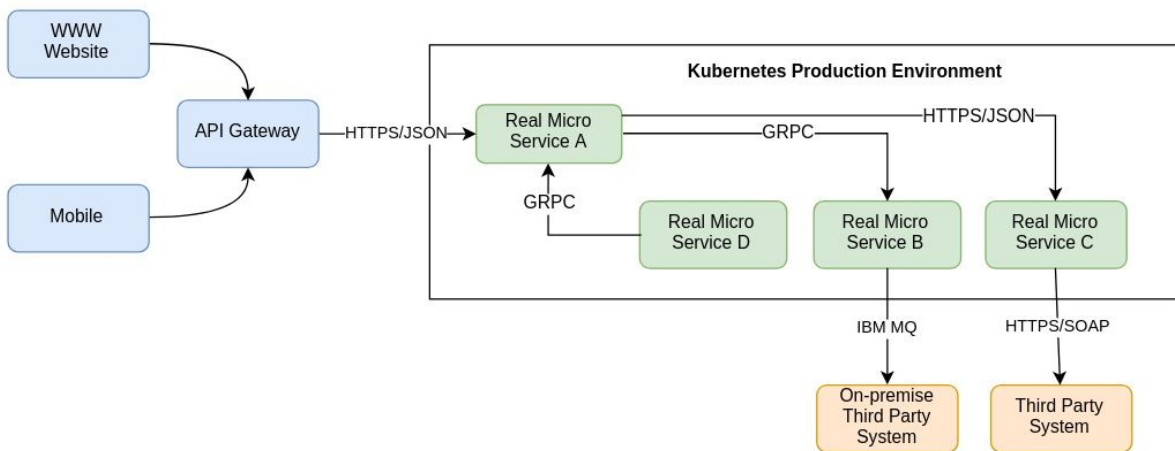 WWW
Website
Kubernetes Production Environment
API Gateway
HTTPS/JSON
Real Micro
Service A
HTTPS/JSON
GRPC
Mobile
GRPC
Real Micro
Service D
Real Micro
Service B
Real Micro
Service C
IBM MQ
HTTPS/SOAP
On-premise
Third Party
System
Third Party
System